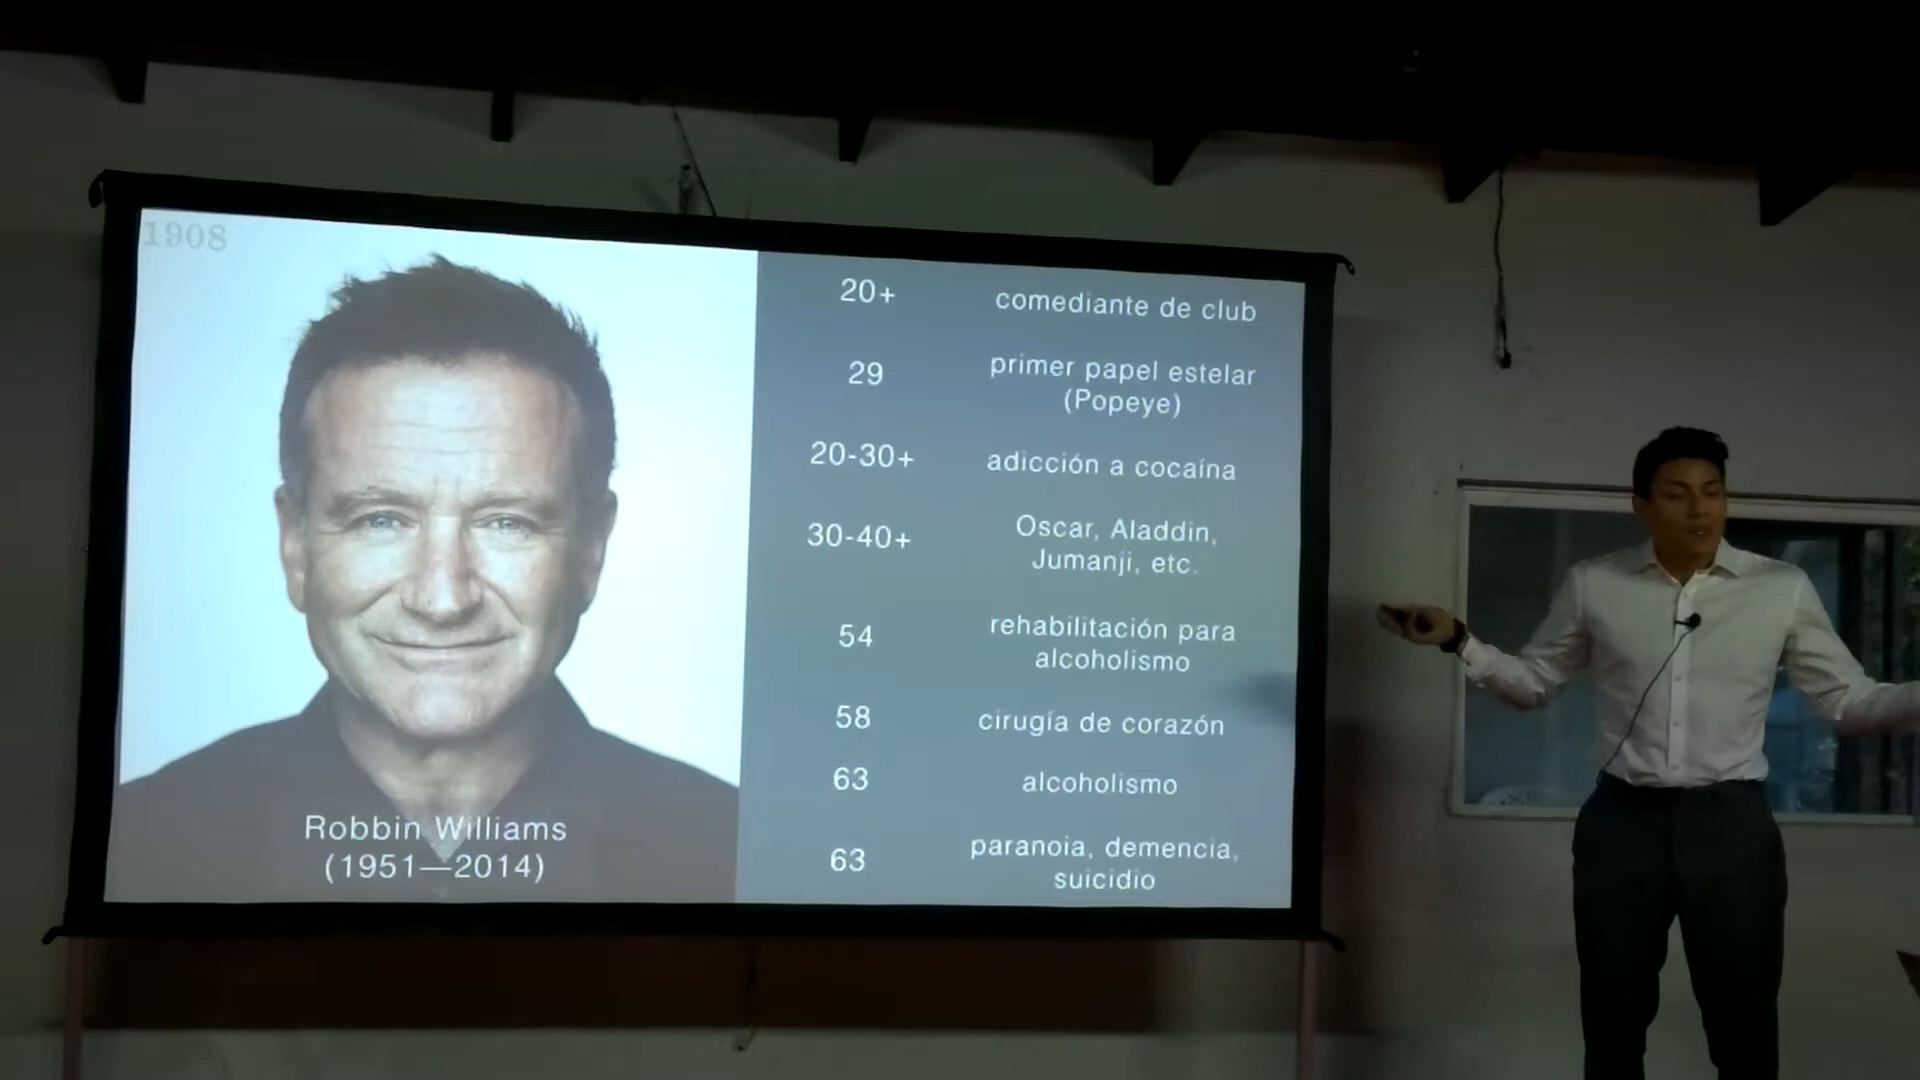 1908
Robbin Williams
(1951—2014)
20+ comediante de club
29 primer papel estelar
(Popeye)
20-30+ adicción a cocaína
30-40+ Oscar, Aladdin,
Jumanji, etc.
54 rehabilitación para
alcoholismo
58 cirugía de corazón
63 alcoholismo
63 paranoia, demencia,
suicidio